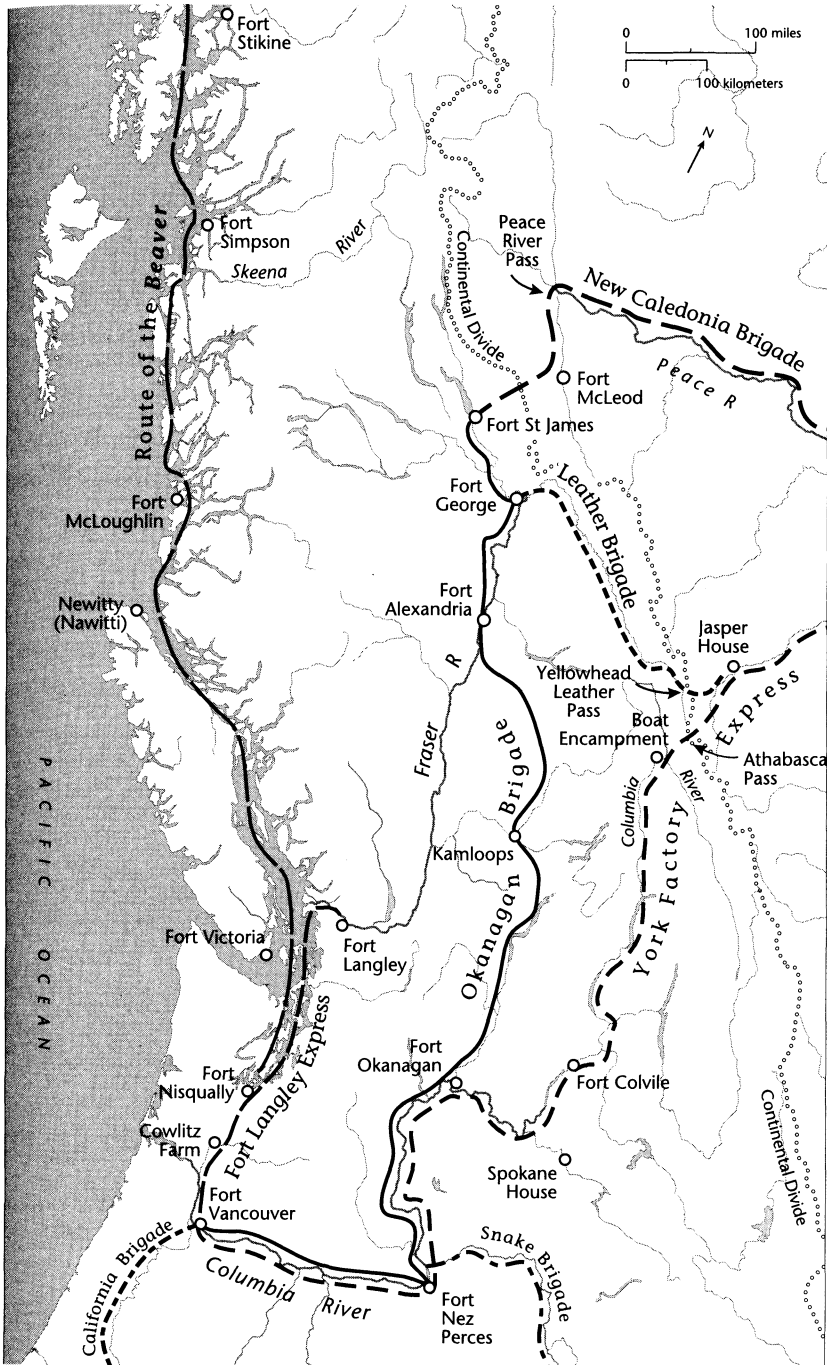 Fort
Stikine
0 100 miles
0 100 kilometers
N
Fort
Simpson
Skeena River
Route of the Beaver
Peace
River
Pass
Continental Divide
New Caledonia Brigade
Peace R
Fort
McLeod
Fort St James
Fort
George
Leather Brigade
Fort
McLoughlin
Fort
Alexandria
Newitty
(Nawitti)
Jasper
House
Yellowhead
Leather
Pass
Boat
Encampment
Athabasca
Pass
Fraser R
Columbia River
York Factory Express
Okanagan Brigade
Kamloops
PACIFIC OCEAN
Fort Victoria
Fort
Langley
Fort Langley Express
Fort
Nisqually
Fort
Okanagan
Fort Colville
Cowlitz
Farm
Spokane
House
Continental Divide
Fort
Vancouver
California Brigade
Columbia River
Snake Brigade
Fort
Nez
Perces